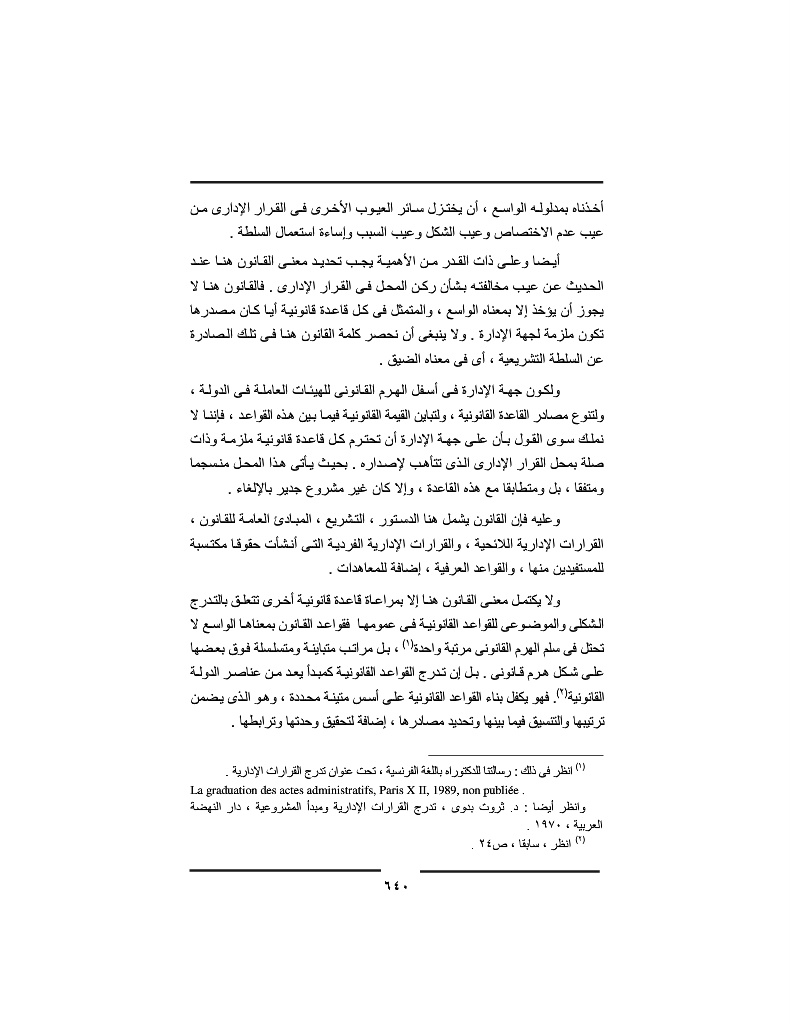 أخذناه بمدلوله الواسع ، أن يختزل سائر العيوب الأخرى فى القرار الإدارى من
عيب عدم الاختصاص وعيب الشكل وعيب السبب وإساءة استعمال السلطة .
أيضا وعلى ذات القدر من الأهمية يجب تحديد معنى القانون هنا عند
الحديث عن عيب مخالفته بشأن ركن المحل فى القرار الإدارى . فالقانون هنا لا
يجوز أن يؤخذ إلا بمعناه الواسع ، والمتمثل فى كل قاعدة قانونية أيا كان مصدرها
تكون ملزمة لجهة الإدارة . ولا ينبغى أن نحصر كلمة القانون هنا فى تلك الصادرة
عن السلطة التشريعية ، أى فى معناه الضيق .
ولكون جهة الإدارة فى أسفل الهرم القانونى للهيئات العاملة فى الدولة ،
ولتنوع مصادر القاعدة القانونية ، ولتباين القيمة القانونية فيما بين هذه القواعد ، فإننا لا
نملك سوى القول بأن على جهة الإدارة أن تحترم كل قاعدة قانونية ملزمة وذات
صلة بمحل القرار الإدارى الذى تتأهب لإصداره . بحيث يأتى هذا المحل منسجما
ومتفقا ، بل ومتطابقا مع هذه القاعدة ، وإلا كان غير مشروع جدير بالإلغاء .
وعليه فإن القانون يشمل هنا الدستور ، التشريع ، المبادئ العامة للقانون ،
القرارات الإدارية اللائحية ، والقرارات الإدارية الفردية التى أنشأت حقوقا مكتسبة
للمستفيدين منها ، والقواعد العرفية ، إضافة للمعاهدات .
ولا يكتمل معنى القانون هنا إلا بمراعاة قاعدة قانونية أخرى تتعلق بالتدرج
الشكلى والموضوعى للقواعد القانونية فى عمومها فقواعد القانون بمعناها الواسع لا
تحتل فى سلم الهرم القانونى مرتبة واحدة(١) ، بل مراتب متباينة ومتسلسلة فوق بعضها
على شكل هرم قانونى . بل إن تدرج القواعد القانونية كمبدأ يعد من عناصر الدولة
القانونية(٢). فهو يكفل بناء القواعد القانونية على أسس متينة محددة ، وهو الذى يضمن
ترتيبها والتنسيق فيما بينها وتحديد مصادرها ، إضافة لتحقيق وحدتها وترابطها .
(١) انظر فى ذلك : رسالتنا للدكتوراه باللغة الفرنسية ، تحت عنوان تدرج القرارات الإدارية .
La graduation des actes administratifs, Paris X II, 1989, non publiée .
وانظر أيضا : د. ثروت بدوى ، تدرج القرارات الإدارية ومبدأ المشروعية ، دار النهضة
العربية ، ١٩٧٠ .
(٢) انظر ، سابقا ، ص٢٤ .
٦٤٠